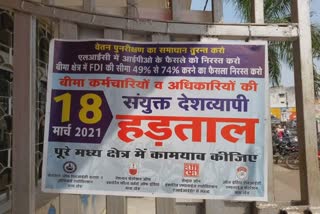 वेतन पुनरीक्षण का समाधान तुरन्त करो
एलआईसी में आईपीओ के फैसले को निरस्त करो
बीमा क्षेत्र में FDI की सीमा 49% से 74% करने का फैसला निरस्त करो
बीमा कर्मचारियों व अधिकारियों की
18
मार्च 2021
संयुक्त देशव्यापी
हड़ताल
पूरे मध्य क्षेत्र में कामयाब कीजिए